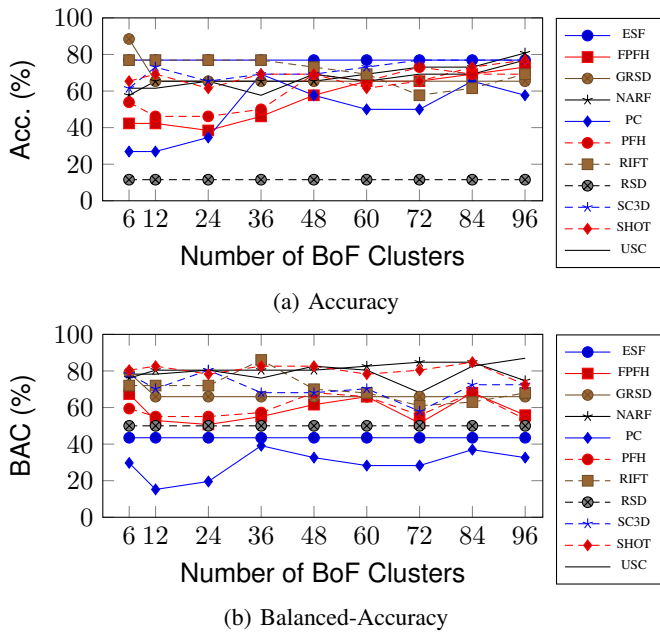 100
80
60
40
20
0
Acc. (%)
6 12 24 36 48 60 72 84 96
Number of BoF Clusters
ESF
FPFH
GRSD
NARF
PC
PFH
RIFT
RSD
SC3D
SHOT
USC
(a) Accuracy
100
80
60
40
20
0
BAC (%)
6 12 24 36 48 60 72 84 96
Number of BoF Clusters
ESF
FPFH
GRSD
NARF
PC
PFH
RIFT
RSD
SC3D
SHOT
USC
(b) Balanced-Accuracy